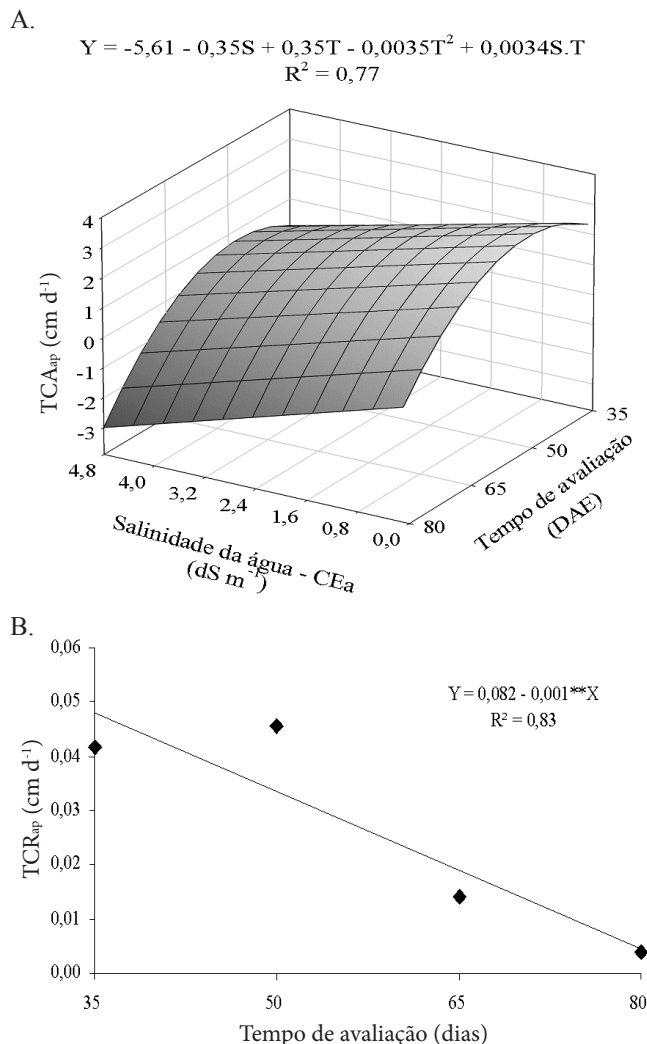 A.
Y = -5,61 - 0,35S + 0,35T - 0,0035T² + 0,0034S.T
R² = 0,77
TCAap (cm d⁻¹)
4
3
2
1
0
-1
-2
-3
4,8
4,0
3,2
2,4
1,6
0,8
0,0
Salinidade da água - CEa
(dS m⁻¹)
80
65
50
35
Tempo de avaliação
(DAE)
B.
Y = 0,082 - 0,001**X
R² = 0,83
TCRap (cm d⁻¹)
0,06
0,05
0,04
0,03
0,02
0,01
0,00
35
50
65
80
Tempo de avaliação (dias)